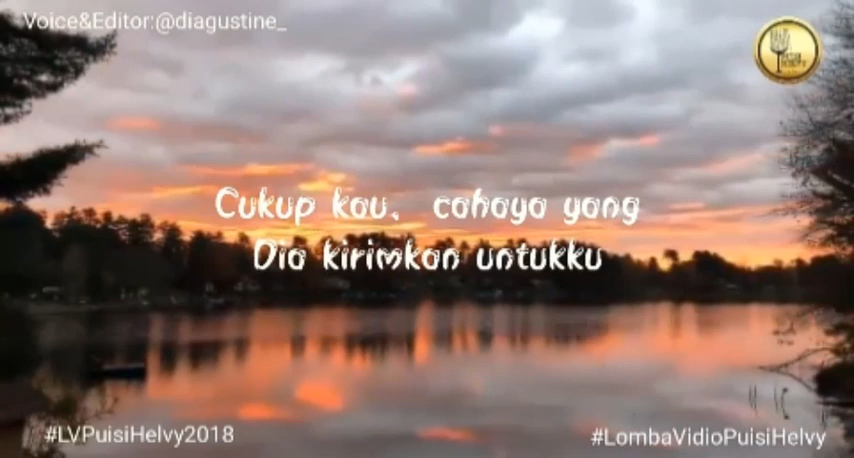 Voice&Editor:@diagustine_
Cukup kau, cahaya yang
Dia kirimkan untukku
#LVPuisiHelvy2018
#LombaVidioPuisiHelvy